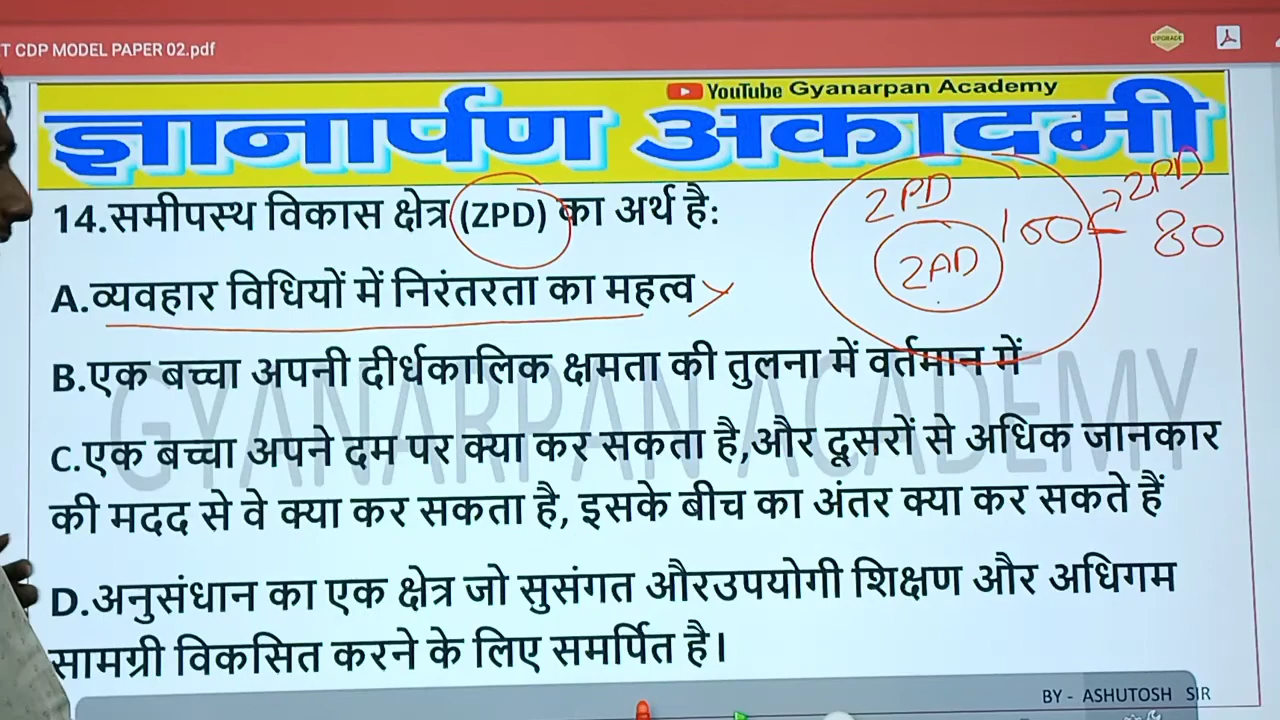 T CDP MODEL PAPER 02.pdf
UPGRADE
YouTube Gyanarpan Academy
ज्ञानार्पण अकादमी
14.समीपस्थ विकास क्षेत्र (ZPD) का अर्थ है:
ZPD
ZAD
100
ZPD
80
A.व्यवहार विधियों में निरंतरता का महत्व
B.एक बच्चा अपनी दीर्धकालिक क्षमता की तुलना में वर्तमान में
C.एक बच्चा अपने दम पर क्या कर सकता है,और दूसरों से अधिक जानकार
की मदद से वे क्या कर सकता है, इसके बीच का अंतर क्या कर सकते हैं
D.अनुसंधान का एक क्षेत्र जो सुसंगत औरउपयोगी शिक्षण और अधिगम
सामग्री विकसित करने के लिए समर्पित है।
GYANARPAN ACADEMY
BY - ASHUTOSH SIR